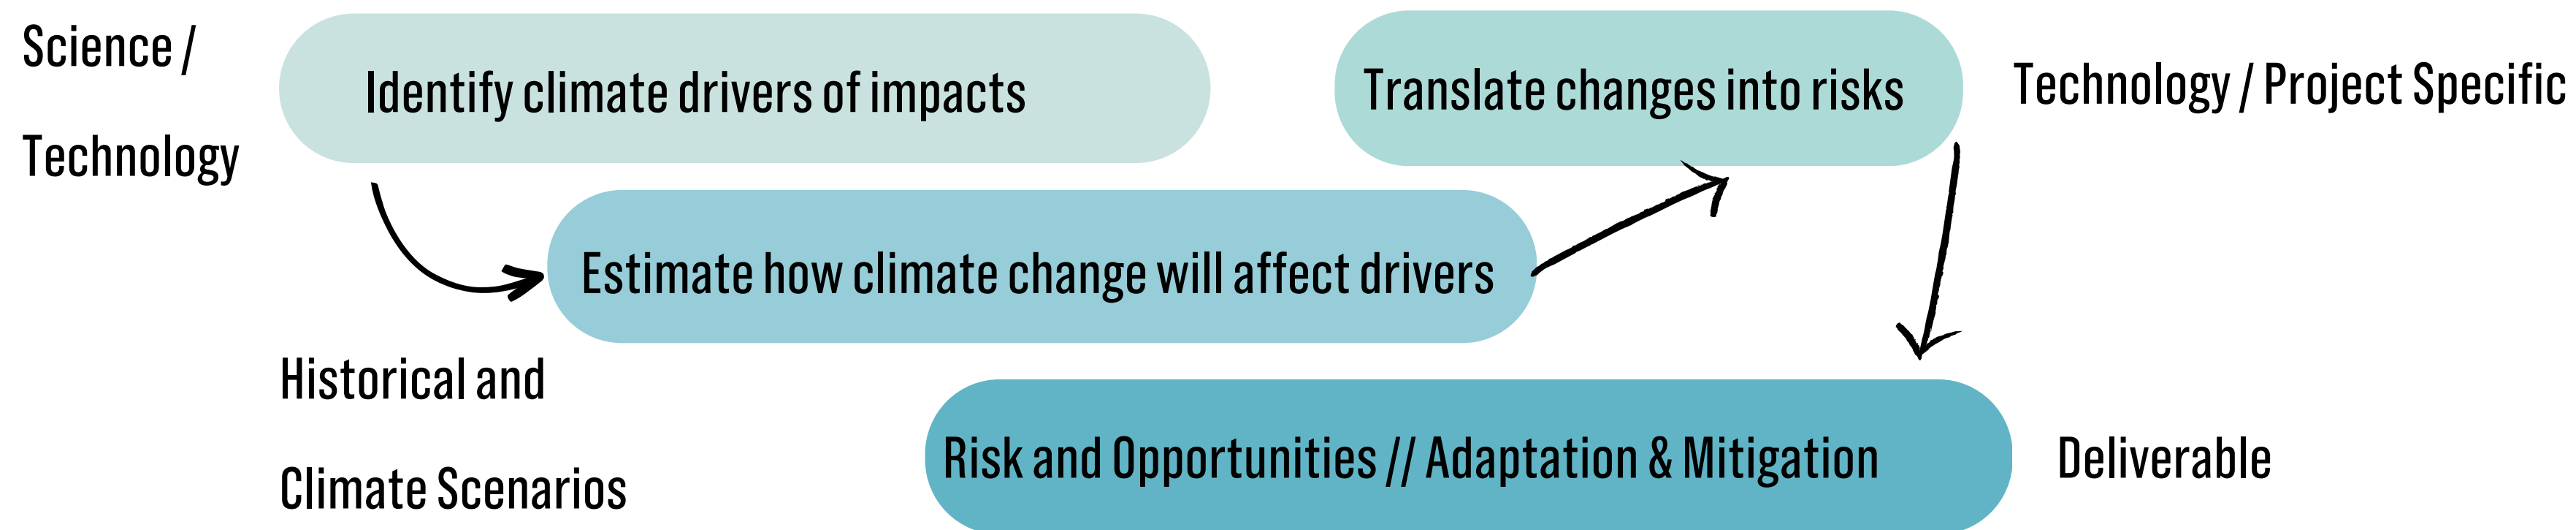 Science /
Technology
Identify climate drivers of impacts
Translate changes into risks
Technology / Project Specific
Estimate how climate change will affect drivers
Historical and
Climate Scenarios
Risk and Opportunities // Adaptation & Mitigation
Deliverable